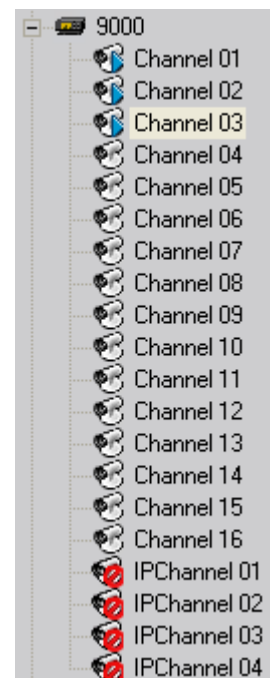 9000
Channel 01
Channel 02
Channel 03
Channel 04
Channel 05
Channel 06
Channel 07
Channel 08
Channel 09
Channel 10
Channel 11
Channel 12
Channel 13
Channel 14
Channel 15
Channel 16
IPChannel 01
IPChannel 02
IPChannel 03
IPChannel 04